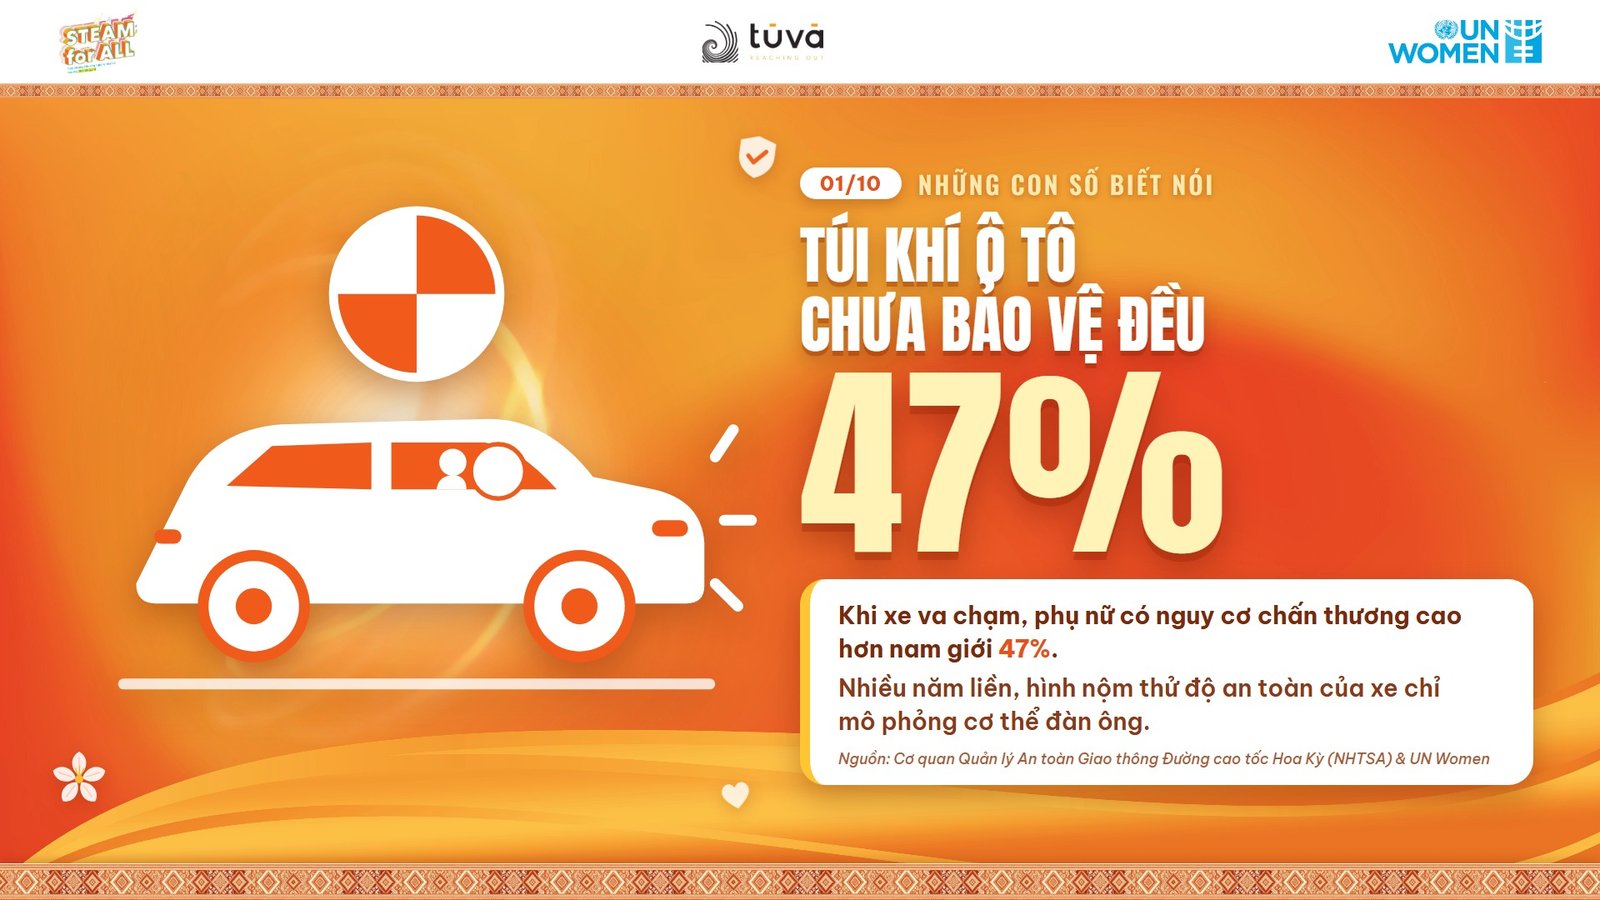 STEAM
for ALL
tuva
REACHING OUT
UN
WOMEN
01/10 NHỮNG CON SỐ BIẾT NÓI
TÚI KHÍ Ô TÔ
CHƯA BẢO VỆ ĐỀU
47%
Khi xe va chạm, phụ nữ có nguy cơ chấn thương cao
hơn nam giới 47%.
Nhiều năm liền, hình nộm thử độ an toàn của xe chỉ
mô phỏng cơ thể đàn ông.
Nguồn: Cơ quan Quản lý An toàn Giao thông Đường cao tốc Hoa Kỳ (NHTSA) & UN Women